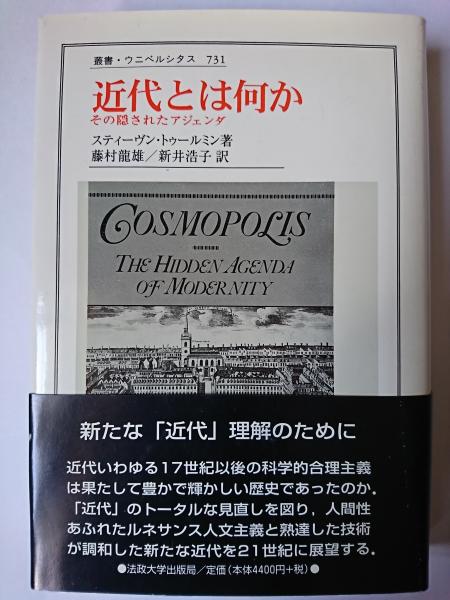 叢書・ウニベルシタス 731
近代とは何か
その隠されたアジェンダ
スティーヴン・トゥールミン著
藤村龍雄／新井浩子 訳
COSMOPOLIS
THE HIDDEN AGENDA
OF MODERNITY
新たな「近代」理解のために
近代いわゆる17世紀以後の科学的合理主義
は果たして豊かで輝かしい歴史であったのか.
「近代」のトータルな見直しを図り，人間性
あふれたルネサンス人文主義と熟達した技術
が調和した新たな近代を21世紀に展望する.
●法政大学出版局／定価（本体4400円+税）●